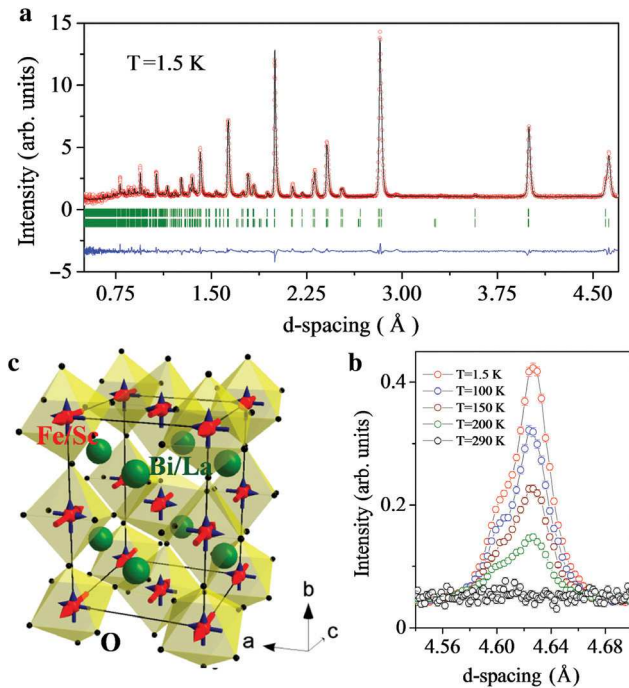 a
15
T=1.5 K
10
5
0
−5
Intensity (arb. units)
0.75 1.50 2.25 3.00 3.75 4.50
d-spacing ( Å )
c
Fe/Sc
Bi/La
O
b
a
c
b
T=1.5 K
T=100 K
T=150 K
T=200 K
T=290 K
0.4
0.2
0
Intensity (arb. units)
4.56 4.60 4.64 4.68
d-spacing (Å)